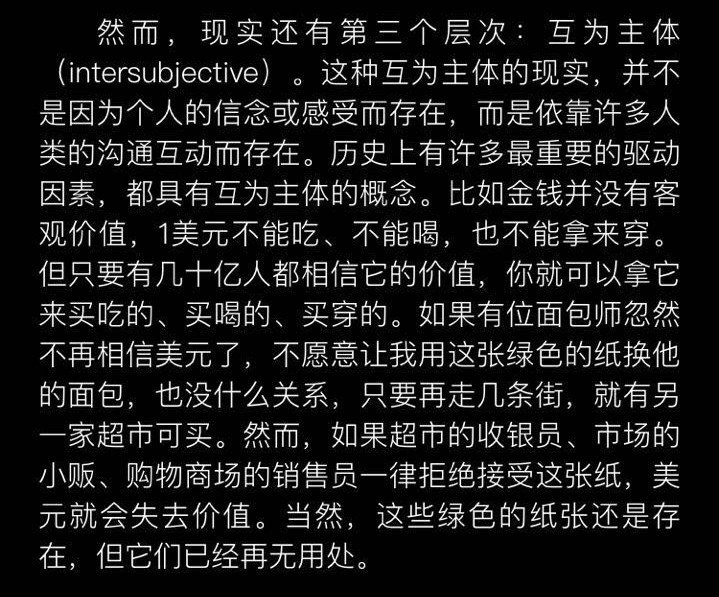 然而，现实还有第三个层次：互为主体
（intersubjective）。这种互为主体的现实，并不
是因为个人的信念或感受而存在，而是依靠许多人
类的沟通互动而存在。历史上有许多最重要的驱动
因素，都具有互为主体的概念。比如金钱并没有客
观价值，1美元不能吃、不能喝，也不能拿来穿。
但只要有几十亿人都相信它的价值，你就可以拿它
来买吃的、买喝的、买穿的。如果有位面包师忽然
不再相信美元了，不愿意让我用这张绿色的纸换他
的面包，也没什么关系，只要再走几条街，就有另
一家超市可买。然而，如果超市的收银员、市场的
小贩、购物商场的销售员一律拒绝接受这张纸，美
元就会失去价值。当然，这些绿色的纸张还是存
在，但它们已经再无用处。